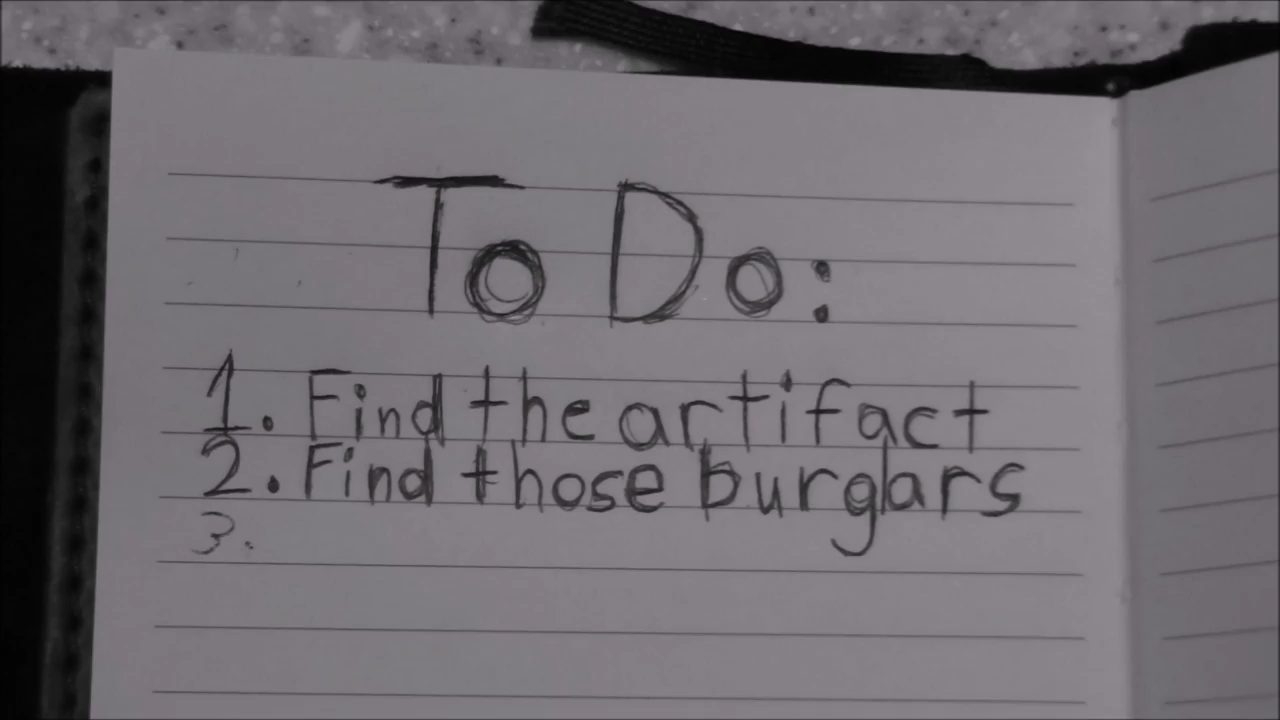 To Do:
1. Find the artifact
2. Find those burglars
3.